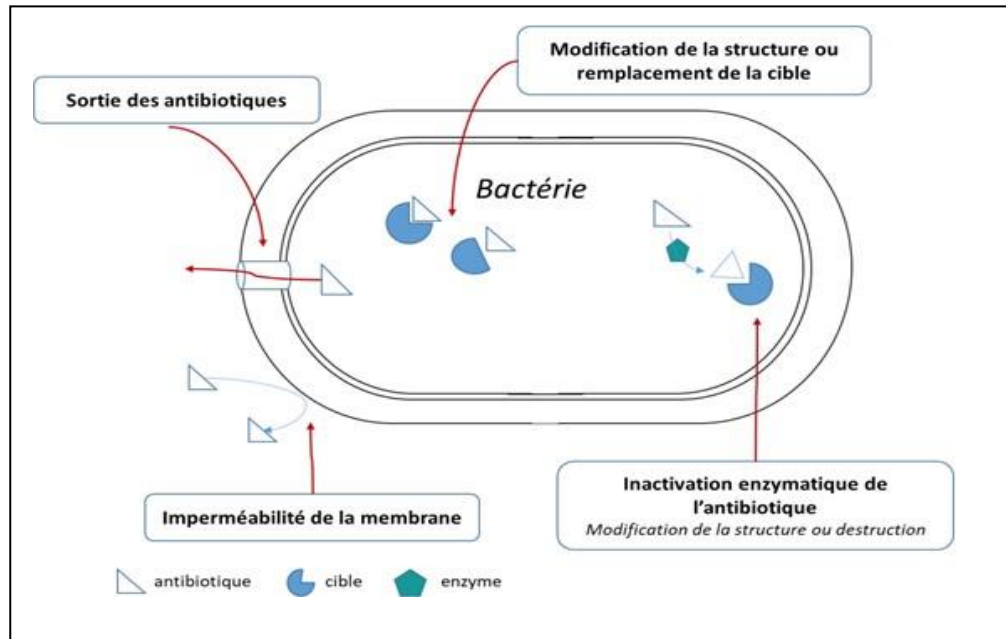 Modification de la structure ou
remplacement de la cible
Sortie des antibiotiques
Bactérie
Inactivation enzymatique de
l’antibiotique
Modification de la structure ou destruction
Imperméabilité de la membrane
antibiotique
cible
enzyme